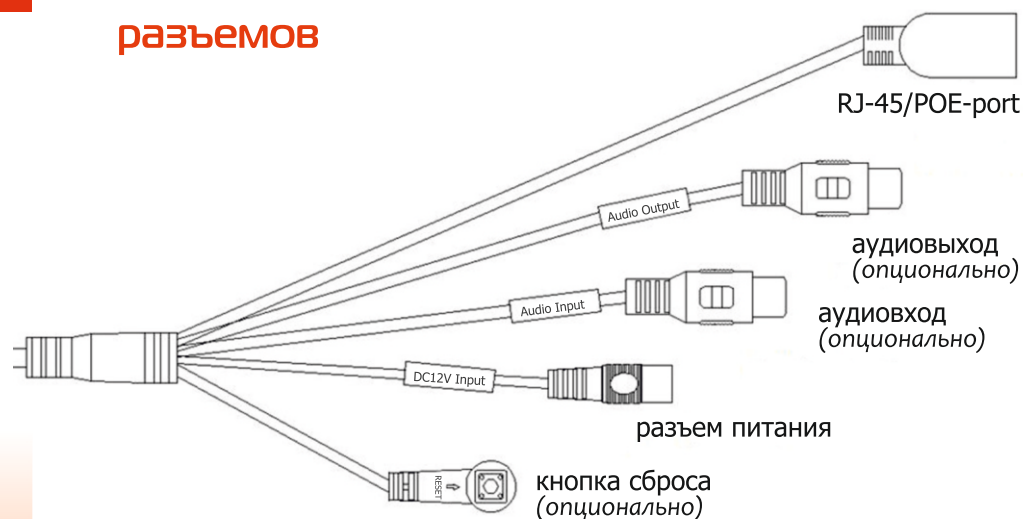 разъемов
RJ-45/POE-port
Audio Output
аудиовыход
(опционально)
Audio Input
аудиовход
(опционально)
DC12V Input
разъем питания
RESET
кнопка сброса
(опционально)